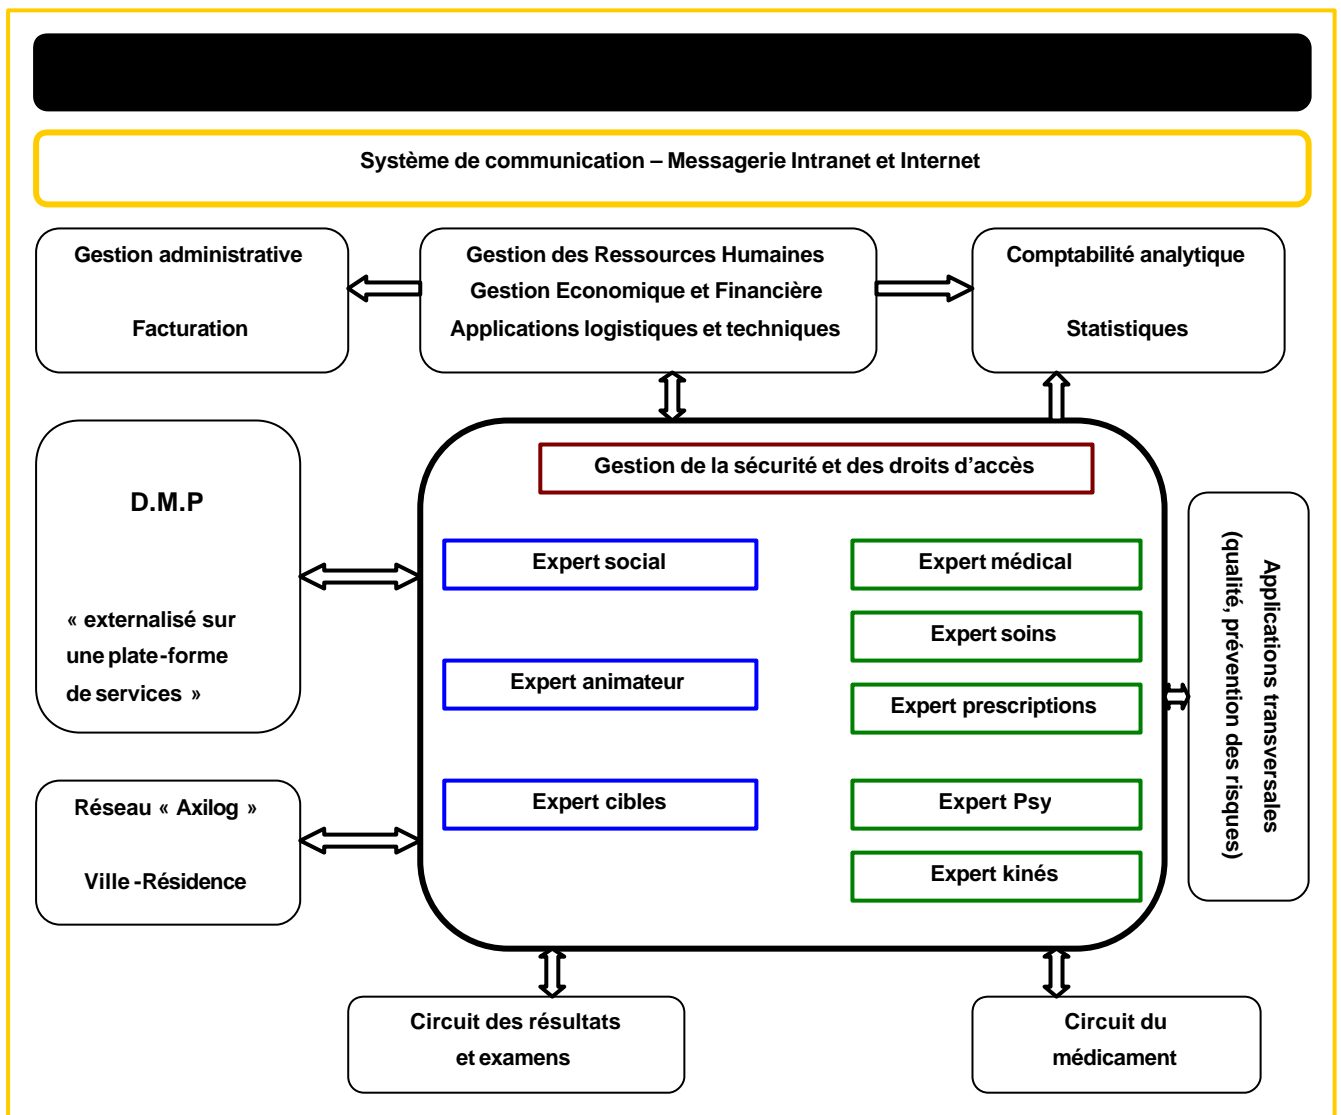 Système de communication – Messagerie Intranet et Internet
Gestion administrative
Facturation
Gestion des Ressources Humaines
Gestion Economique et Financière
Applications logistiques et techniques
Comptabilité analytique
Statistiques
D.M.P
« externalisé sur
une plate-forme
de services »
Réseau « Axilog »
Ville -Résidence
Gestion de la sécurité et des droits d'accès
Expert social
Expert animateur
Expert cibles
Expert médical
Expert soins
Expert prescriptions
Expert Psy
Expert kinés
Applications transversales
(qualité, prévention des risques)
Circuit des résultats
et examens
Circuit du
médicament